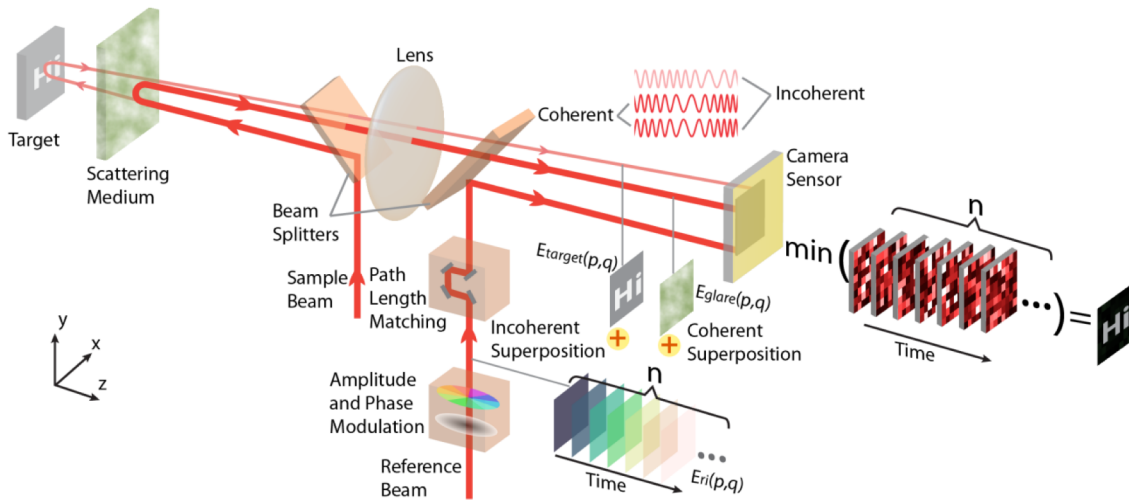 Hi
Target
Scattering
Medium
Lens
Beam
Splitters
Sample
Beam
Path
Length
Matching
Amplitude
and Phase
Modulation
Reference
Beam
Coherent
Incoherent
Camera
Sensor
Etarget(p,q)
Hi
Eglare(p,q)
Incoherent
Superposition
+
Coherent
Superposition
+
n
Time
...
Eri(p,q)
n
min(
...
) =
Hi
Time
y
x
z